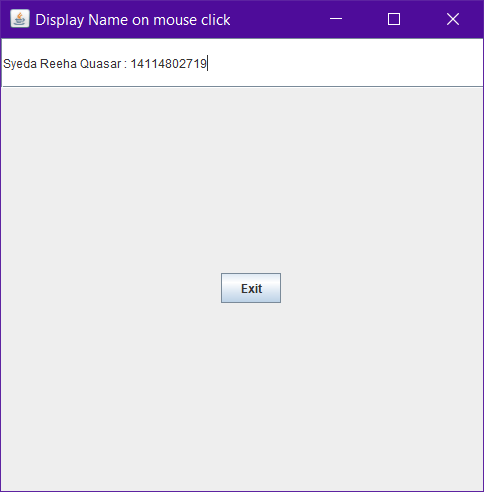 Display Name on mouse click
Syeda Reeha Quasar : 14114802719
Exit